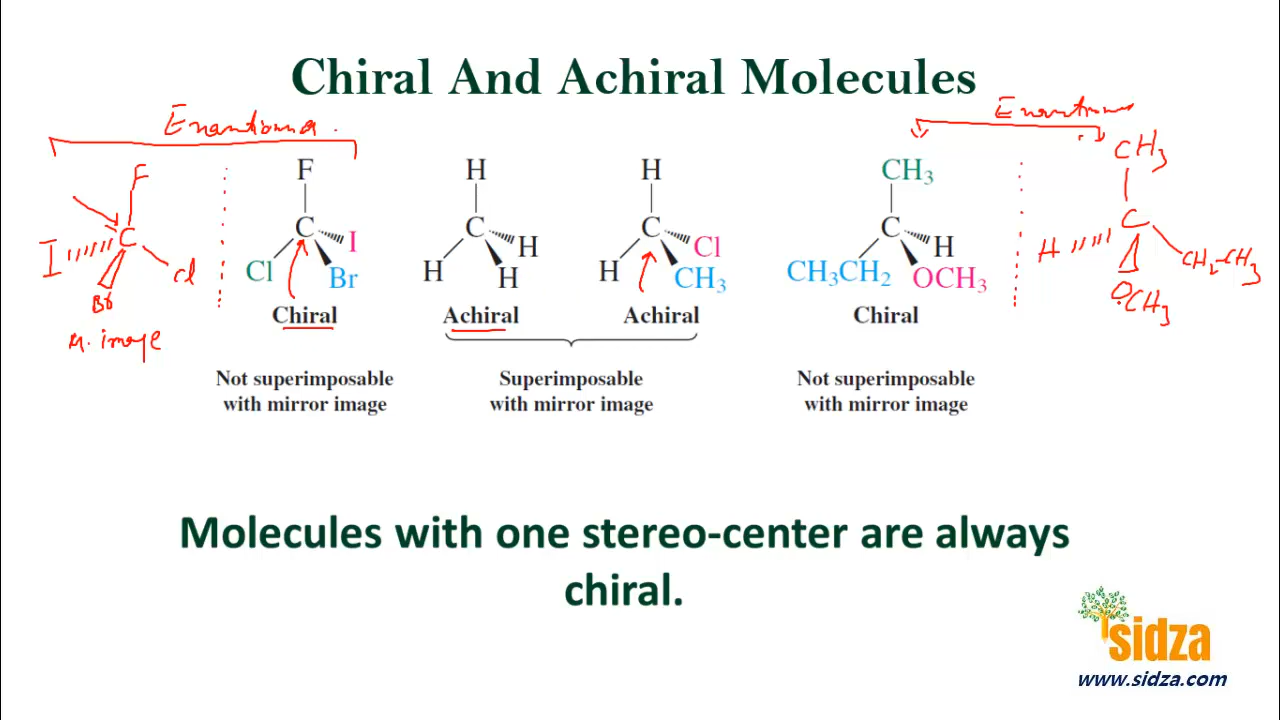 Chiral And Achiral Molecules
Enantiomer
F
I
C
Cl
Br
M. image
F
C
I
Cl
Br
Chiral
H
C
H
H
H
Achiral
H
C
Cl
H
CH₃
Achiral
CH₃
C
H
CH₃CH₂
OCH₃
Chiral
CH₃
C
H
CH₂-CH₃
OCH₃
Not superimposable
with mirror image
Superimposable
with mirror image
Not superimposable
with mirror image
Molecules with one stereo-center are always
chiral.
sidza
www.sidza.com